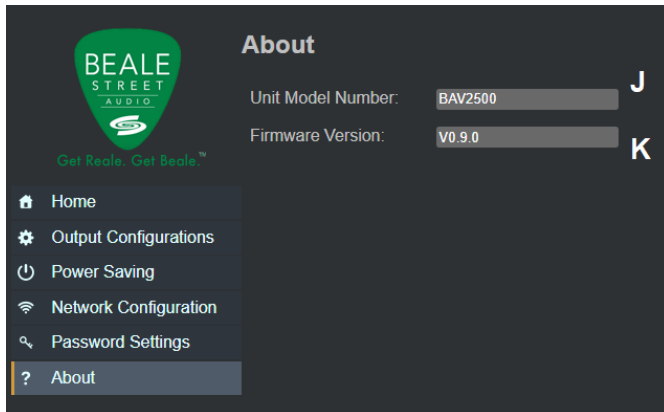 BEALE
STREET
AUDIO
Get Reale. Get Beale.™
Home
Output Configurations
Power Saving
Network Configuration
Password Settings
? About
About
Unit Model Number: BAV2500 J
Firmware Version: V0.9.0 K